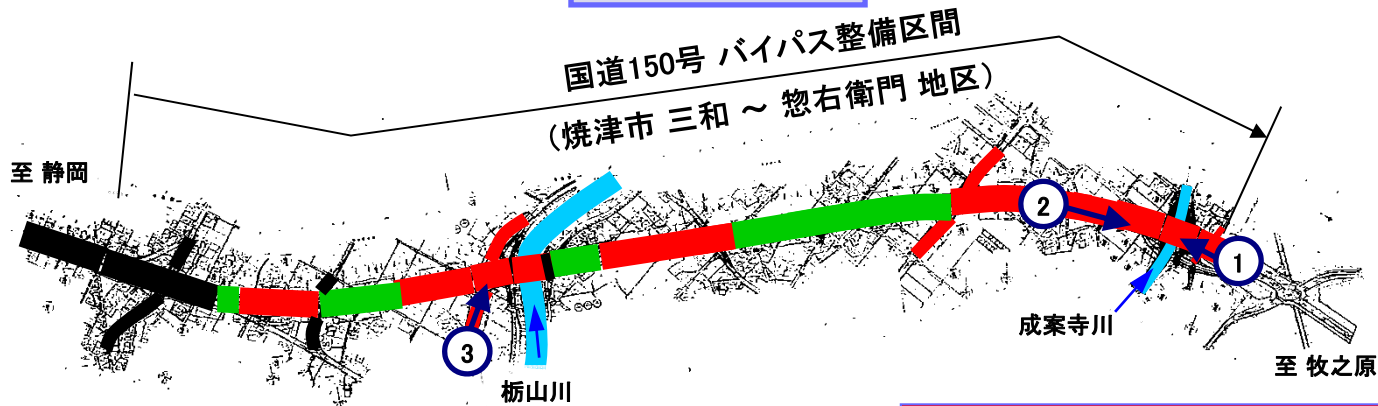 国道150号 バイパス整備区間
（焼津市 三和 ～ 惣右衛門 地区）
至 静岡
2
1
3
成案寺川
栃山川
至 牧之原